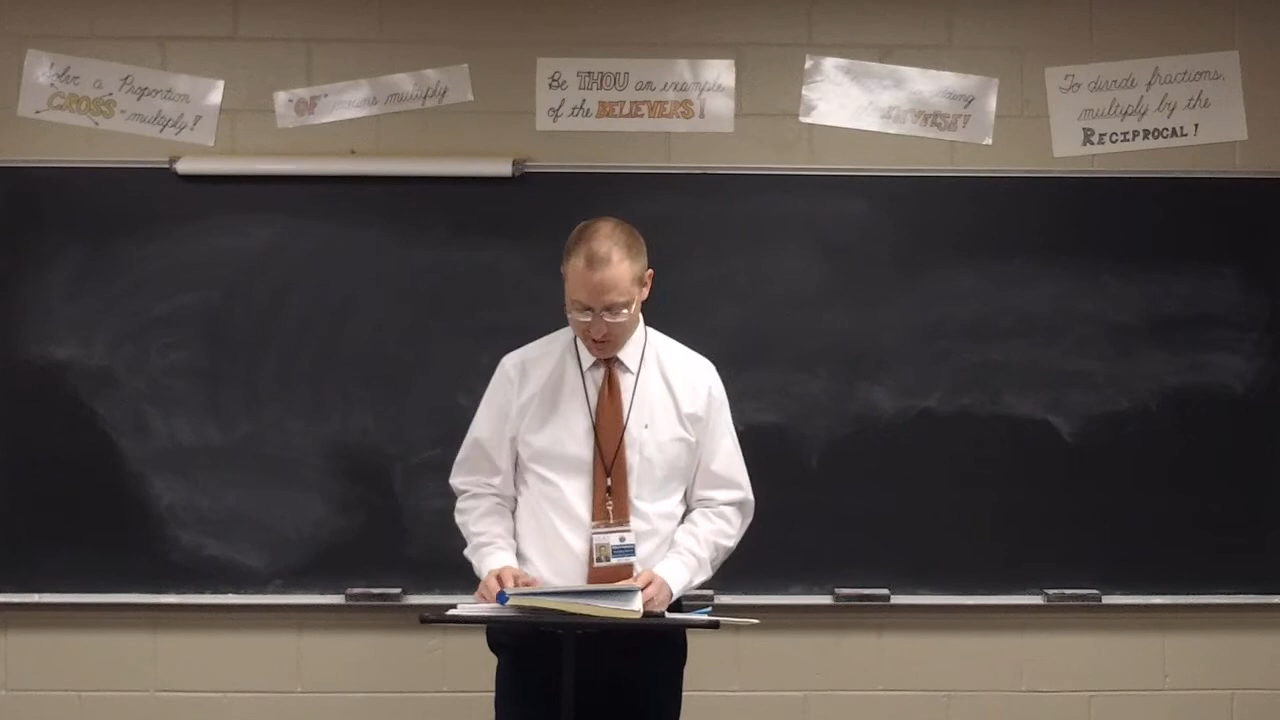 Solve a Proportion
"CROSS" multiply!
"OF" means multiply
Be THOU an example
of the BELIEVERS!
INVERSE!
To divide fractions,
multiply by the
RECIPROCAL!